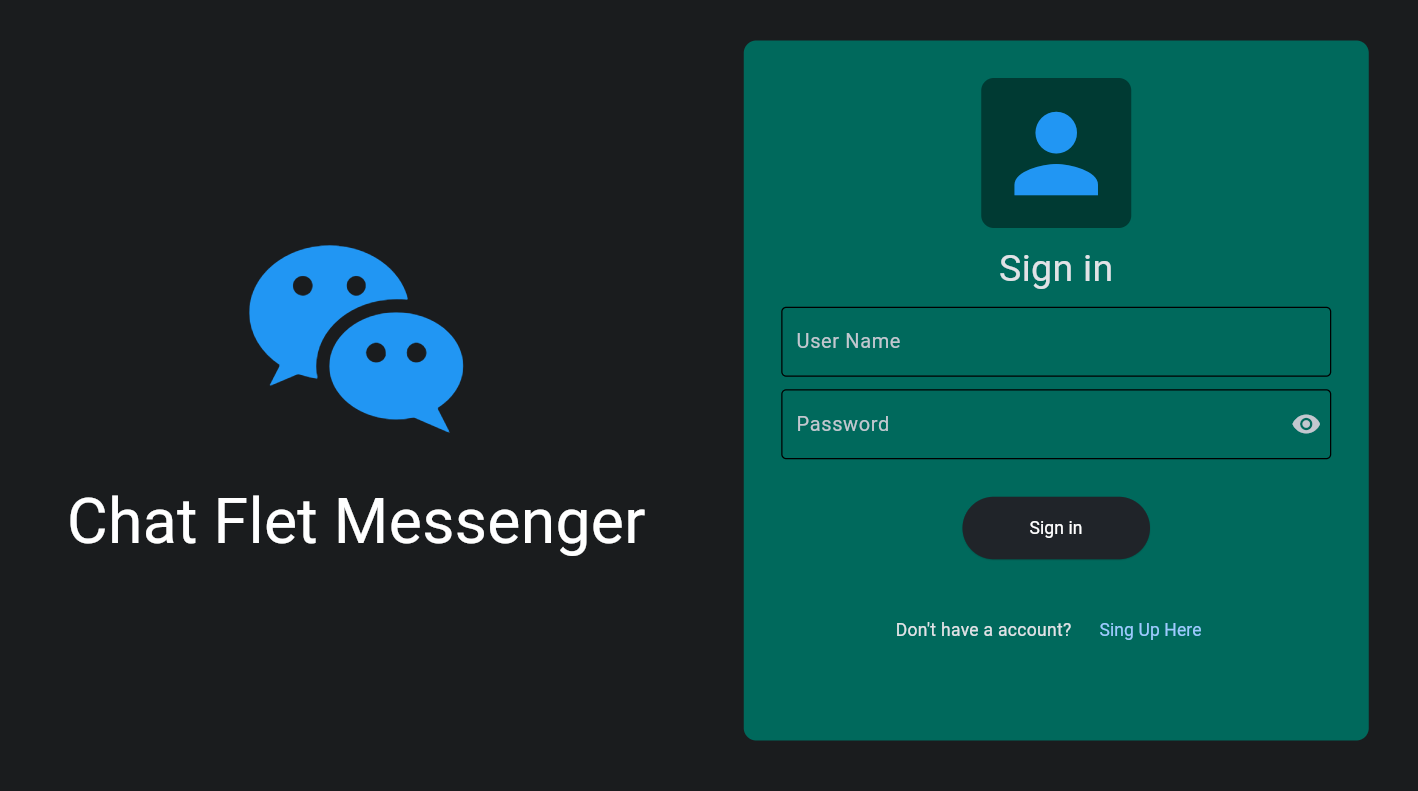 Chat Flet Messenger
Sign in
User Name
Password
Sign in
Don't have a account? Sing Up Here